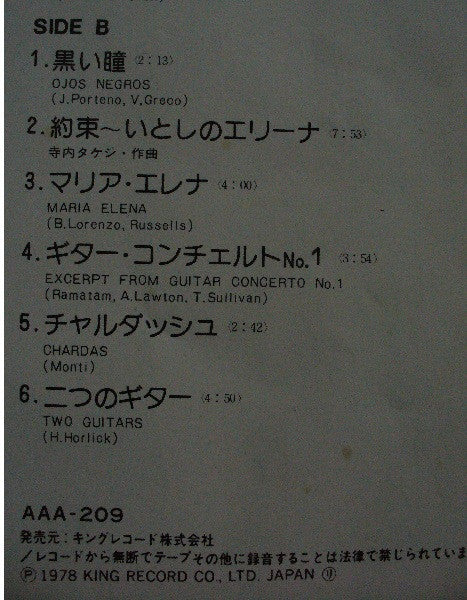 SIDE B
1.黒い瞳(2:13)
OJOS NEGROS
(J.Porteno, V.Greco)
2.約束〜いとしのエリーナ(7:53)
寺内タケシ・作曲
3.マリア・エレナ(4:00)
MARIA ELENA
(B.Lorenzo, Russells)
4.ギター・コンチェルトNo.1(3:54)
EXCERPT FROM GUITAR CONCERTO No.1
(Ramatam, A.Lawton, T.Sullivan)
5.チャルダッシュ(2:42)
CHARDAS
(Monti)
6.二つのギター(4:50)
TWO GUITARS
(H.Horlick)
AAA-209
発売元:キングレコード株式会社
/レコードから無断でテープその他に録音することは法律で禁じられていま
Ⓟ1978 KING RECORD CO., LTD. JAPAN